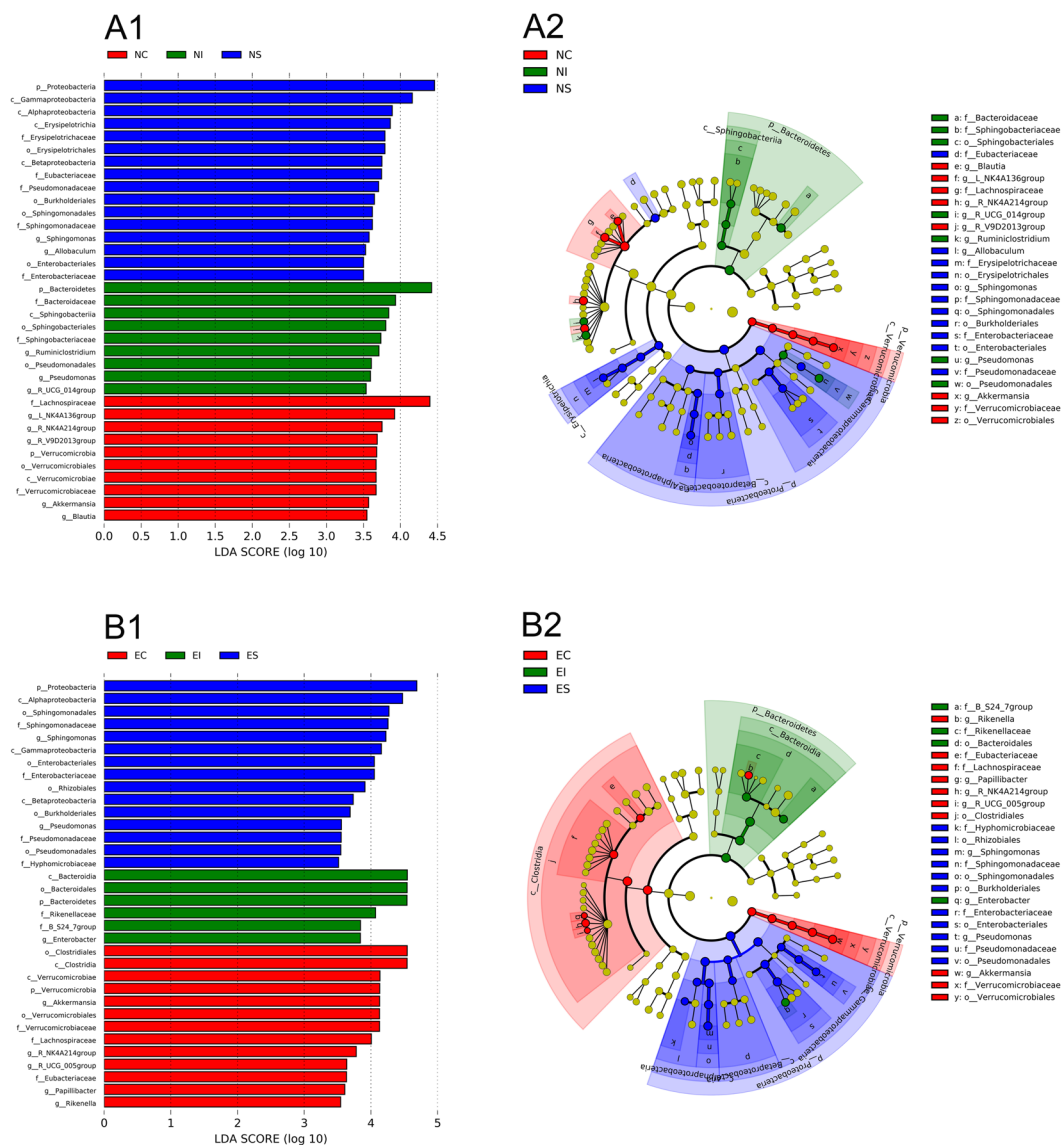 A1
NC NI NS
p__Proteobacteria
c__Gammaproteobacteria
c__Alphaproteobacteria
c__Erysipelotrichia
f__Erysipelotrichaceae
o__Erysipelotrichales
c__Betaproteobacteria
f__Eubacteriaceae
f__Pseudomonadaceae
o__Burkholderiales
o__Sphingomonadales
f__Sphingomonadaceae
g__Sphingomonas
g__Allobaculum
o__Enterobacteriales
f__Enterobacteriaceae
p__Bacteroidetes
f__Bacteroidaceae
c__Sphingobacteriia
o__Sphingobacteriales
f__Sphingobacteriaceae
g__Ruminiclostridium
o__Pseudomonadales
g__Pseudomonas
g__R_UCG_014group
f__Lachnospiraceae
g__L_NK4A136group
g__R_NK4A214group
g__R_V9D2013group
p__Verrucomicrobia
o__Verrucomicrobiales
c__Verrucomicrobiae
f__Verrucomicrobiaceae
g__Akkermansia
g__Blautia
0.0 0.5 1.0 1.5 2.0 2.5 3.0 3.5 4.0 4.5
LDA SCORE (log 10)
A2
NC
NI
NS
p__Bacteroidetes
c__Sphingobacteriia
c
b
a
d
g
e
f
h
k
c__Erysipelotrichia
n
m
c__Alphaproteobacteria
o
p
q
r
c__Betaproteobacteria
p__Proteobacteria
c__Gammaproteobacteria
s
t
v
w
x
y
z
c__Verrucomicrobiae
p__Verrucomicrobia
a: f__Bacteroidaceae
b: f__Sphingobacteriaceae
c: o__Sphingobacteriales
d: f__Eubacteriaceae
e: g__Blautia
f: g__L_NK4A136group
g: f__Lachnospiraceae
h: g__R_NK4A214group
i: g__R_UCG_014group
j: g__R_V9D2013group
k: g__Ruminiclostridium
l: g__Allobaculum
m: f__Erysipelotrichaceae
n: o__Erysipelotrichales
o: g__Sphingomonas
p: f__Sphingomonadaceae
q: o__Sphingomonadales
r: o__Burkholderiales
s: f__Enterobacteriaceae
t: o__Enterobacteriales
u: g__Pseudomonas
v: f__Pseudomonadaceae
w: o__Pseudomonadales
x: g__Akkermansia
y: f__Verrucomicrobiaceae
z: o__Verrucomicrobiales
B1
EC EI ES
p__Proteobacteria
c__Alphaproteobacteria
o__Sphingomonadales
f__Sphingomonadaceae
g__Sphingomonas
c__Gammaproteobacteria
o__Enterobacteriales
f__Enterobacteriaceae
o__Rhizobiales
c__Betaproteobacteria
o__Burkholderiales
g__Pseudomonas
f__Pseudomonadaceae
o__Pseudomonadales
f__Hyphomicrobiaceae
c__Bacteroidia
o__Bacteroidales
p__Bacteroidetes
f__Rikenellaceae
f__B_S24_7group
g__Enterobacter
o__Clostridiales
c__Clostridia
c__Verrucomicrobiae
p__Verrucomicrobia
g__Akkermansia
o__Verrucomicrobiales
f__Verrucomicrobiaceae
f__Lachnospiraceae
g__R_NK4A214group
g__R_UCG_005group
f__Eubacteriaceae
g__Papillibacter
g__Rikenella
0 1 2 3 4 5
LDA SCORE (log 10)
B2
EC
EI
ES
p__Bacteroidetes
c__Bacteroidia
d
c
b
a
c__Clostridia
e
f
j
g
h
k
l
m
n
o
c__Alphaproteobacteria
p
c__Betaproteobacteria
p__Proteobacteria
c__Gammaproteobacteria
q
r
s
t
u
v
w
x
y
c__Verrucomicrobiae
p__Verrucomicrobia
a: f__B_S24_7group
b: g__Rikenella
c: f__Rikenellaceae
d: o__Bacteroidales
e: f__Eubacteriaceae
f: f__Lachnospiraceae
g: g__Papillibacter
h: g__R_NK4A214group
i: g__R_UCG_005group
j: o__Clostridiales
k: f__Hyphomicrobiaceae
l: o__Rhizobiales
m: g__Sphingomonas
n: f__Sphingomonadaceae
o: o__Sphingomonadales
p: o__Burkholderiales
q: g__Enterobacter
r: f__Enterobacteriaceae
s: o__Enterobacteriales
t: g__Pseudomonas
u: f__Pseudomonadaceae
v: o__Pseudomonadales
w: g__Akkermansia
x: f__Verrucomicrobiaceae
y: o__Verrucomicrobiales